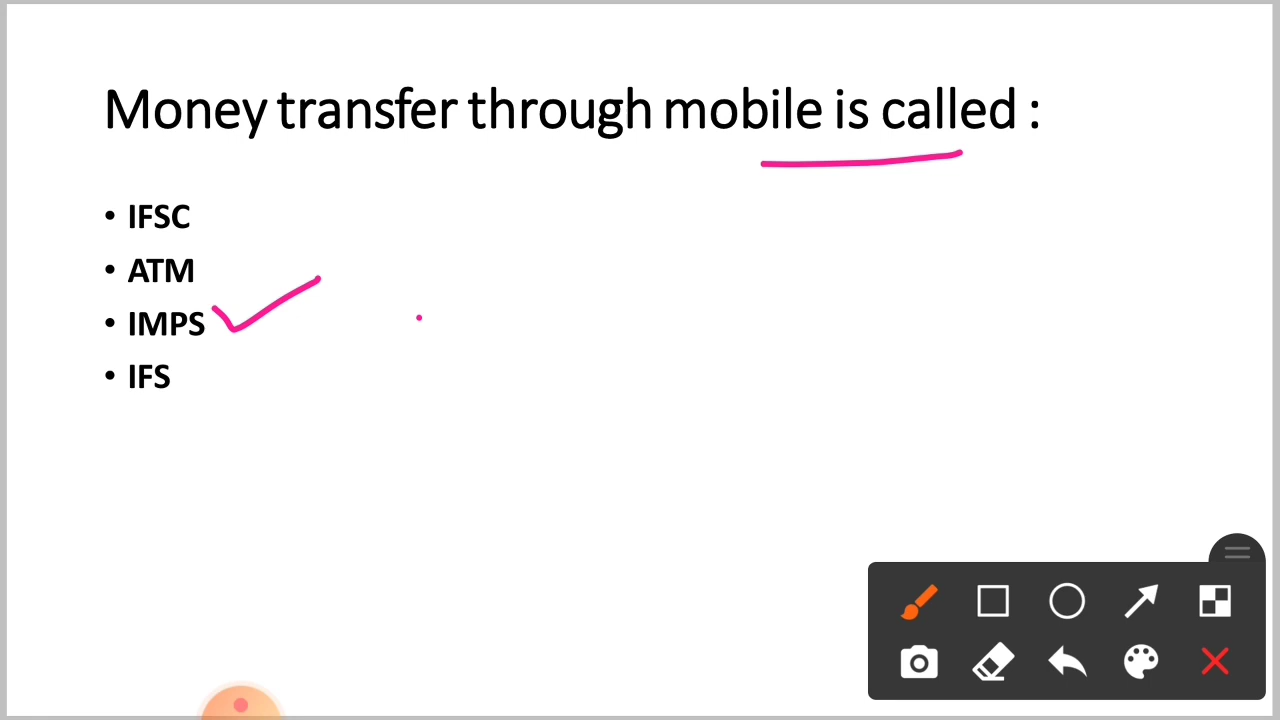 Money transfer through mobile is called :
• IFSC
• ATM
• IMPS
• IFS